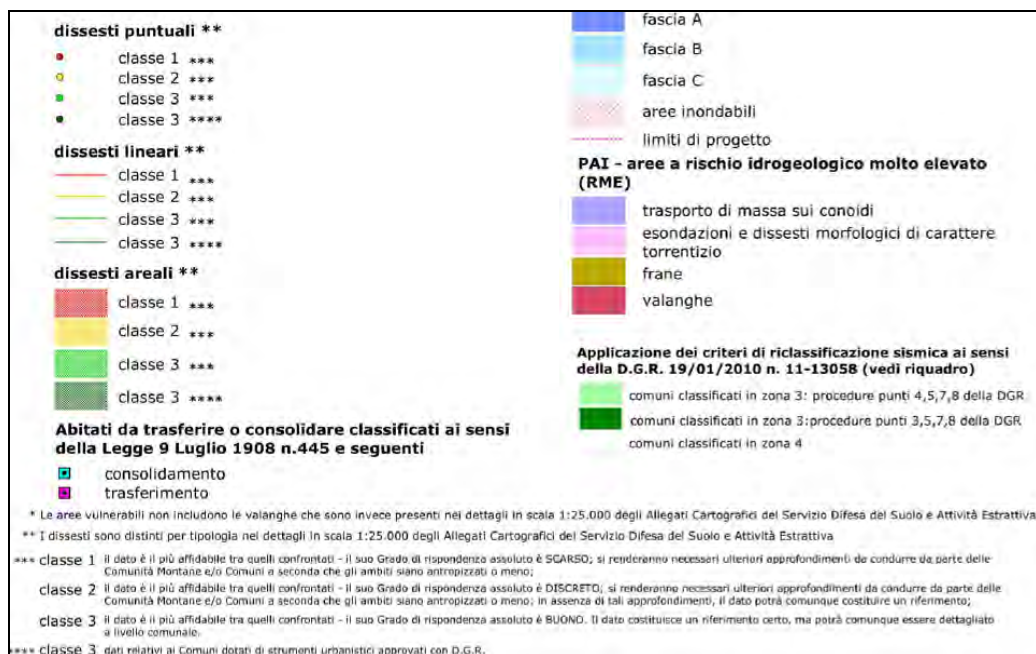 dissesti puntuali **
classe 1 ***
classe 2 ***
classe 3 ***
classe 3 ****
dissesti lineari **
classe 1 ***
classe 2 ***
classe 3 ***
classe 3 ****
dissesti areali **
classe 1 ***
classe 2 ***
classe 3 ***
classe 3 ****
Abitati da trasferire o consolidare classificati ai sensi
della Legge 9 Luglio 1908 n.445 e seguenti
consolidamento
trasferimento
fascia A
fascia B
fascia C
aree inondabili
limiti di progetto
PAI - aree a rischio idrogeologico molto elevato
(RME)
trasporto di massa sui conoidi
esondazioni e dissesti morfologici di carattere
torrentizio
frane
valanghe
Applicazione dei criteri di riclassificazione sismica ai sensi
della D.G.R. 19/01/2010 n. 11-13058 (vedi riquadro)
comuni classificati in zona 3: procedure punti 4,5,7,8 della DGR
comuni classificati in zona 3:procedure punti 3,5,7,8 della DGR
comuni classificati in zona 4
* Le aree vulnerabili non includono le valanghe che sono invece presenti nei dettagli in scala 1:25.000 degli Allegati Cartografici del Servizio Difesa del Suolo e Attività Estrattiva
** I dissesti sono distinti per tipologia nei dettagli in scala 1:25.000 degli Allegati Cartografici del Servizio Difesa del Suolo e Attività Estrattiva
*** classe 1 il dato è il più affidabile tra quelli confrontati - il suo Grado di rispondenza assoluto è SCARSO; si renderanno necessari ulteriori approfondimenti da condurre da parte delle
Comunità Montane e/o Comuni a seconda che gli ambiti siano antropizzati o meno;
classe 2 il dato è il più affidabile tra quelli confrontati - il suo Grado di rispondenza assoluto è DISCRETO; si renderanno necessari ulteriori approfondimenti da condurre da parte delle
Comunità Montane e/o Comuni a seconda che gli ambiti siano antropizzati o meno; in assenza di tali approfondimenti, il dato potrà comunque costituire un riferimento;
classe 3 il dato è il più affidabile tra quelli confrontati - il suo Grado di rispondenza assoluto è BUONO. Il dato costituisce un riferimento certo, ma potrà comunque essere dettagliato
a livello comunale.
**** classe 3 dati relativi ai Comuni dotati di strumenti urbanistici approvati con D.G.R.